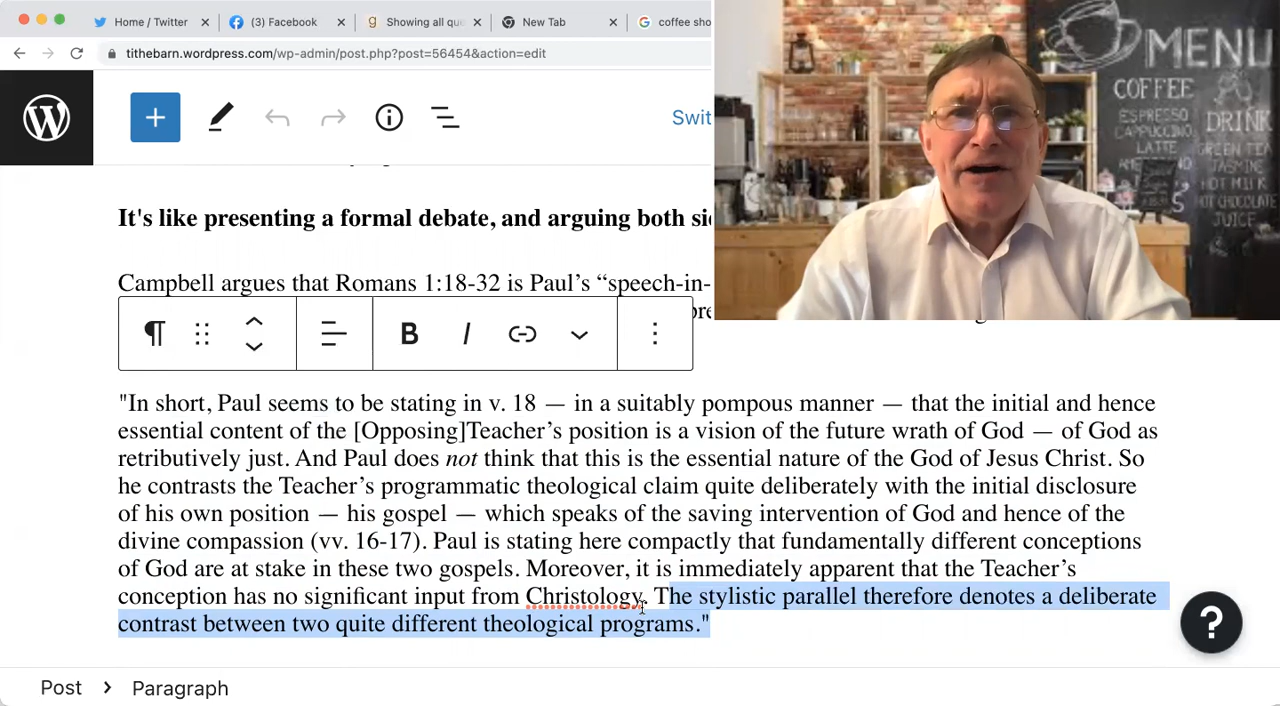 Home / Twitter
(3) Facebook
Showing all qu
New Tab
coffee sho
tithebarn.wordpress.com/wp-admin/post.php?post=56454&action=edit
Swit
It's like presenting a formal debate, and arguing both si
Campbell argues that Romans 1:18-32 is Paul's “speech-in-
B I
"In short, Paul seems to be stating in v. 18 — in a suitably pompous manner — that the initial and hence
essential content of the [Opposing]Teacher’s position is a vision of the future wrath of God — of God as
retributively just. And Paul does not think that this is the essential nature of the God of Jesus Christ. So
he contrasts the Teacher’s programmatic theological claim quite deliberately with the initial disclosure
of his own position — his gospel — which speaks of the saving intervention of God and hence of the
divine compassion (vv. 16-17). Paul is stating here compactly that fundamentally different conceptions
of God are at stake in these two gospels. Moreover, it is immediately apparent that the Teacher’s
conception has no significant input from Christology. The stylistic parallel therefore denotes a deliberate
contrast between two quite different theological programs."
?
Post > Paragraph
MENU
COFFEE
ESPRESSO
CAPPUCCINO
LATTE
DRINK
GREEN TEA
JASMINE
HOT MILK
HOT CHOCOLATE
JUICE